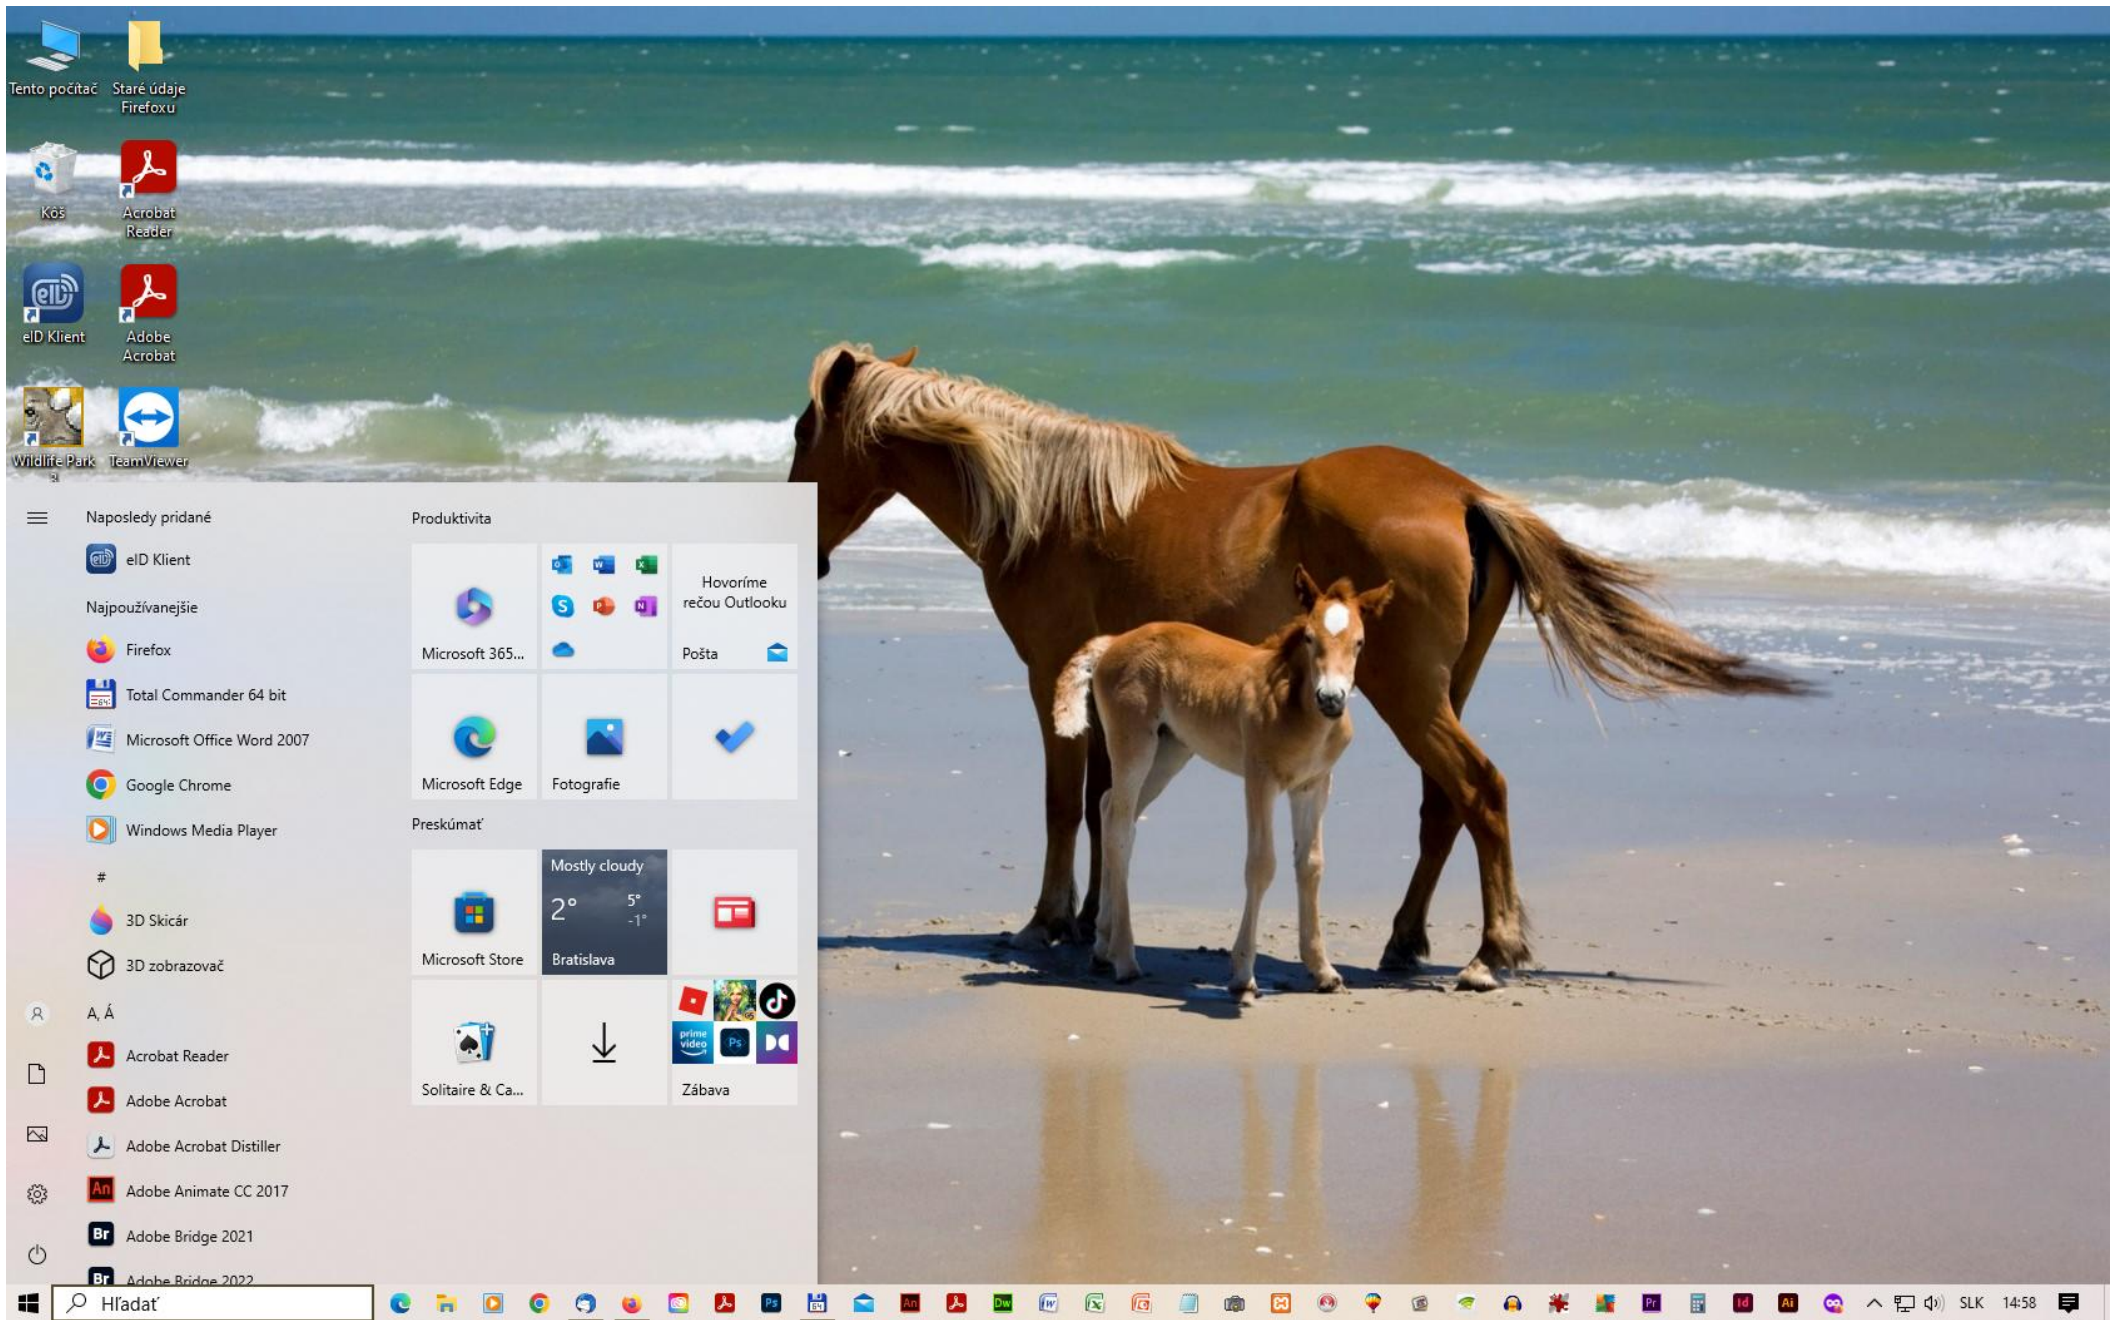 Tento počítač
Staré údaje
Firefoxu
Kôš
Acrobat
Reader
eID Klient
Adobe
Acrobat
Wildlife Park
3
TeamViewer
Naposledy pridané
eID Klient
Najpoužívanejšie
Firefox
Total Commander 64 bit
Microsoft Office Word 2007
Google Chrome
Windows Media Player
#
3D Skicár
3D zobrazovač
A, Á
Acrobat Reader
Adobe Acrobat
Adobe Acrobat Distiller
Adobe Animate CC 2017
Adobe Bridge 2021
Adobe Bridge 2022
Produktivita
Microsoft 365...
Hovoríme
rečou Outlooku
Pošta
Microsoft Edge
Fotografie
Preskúmať
Microsoft Store
Mostly cloudy
2°
5°
-1°
Bratislava
Solitaire & Ca...
prime
video
Ps
Zábava
Hľadať
SLK
14:58